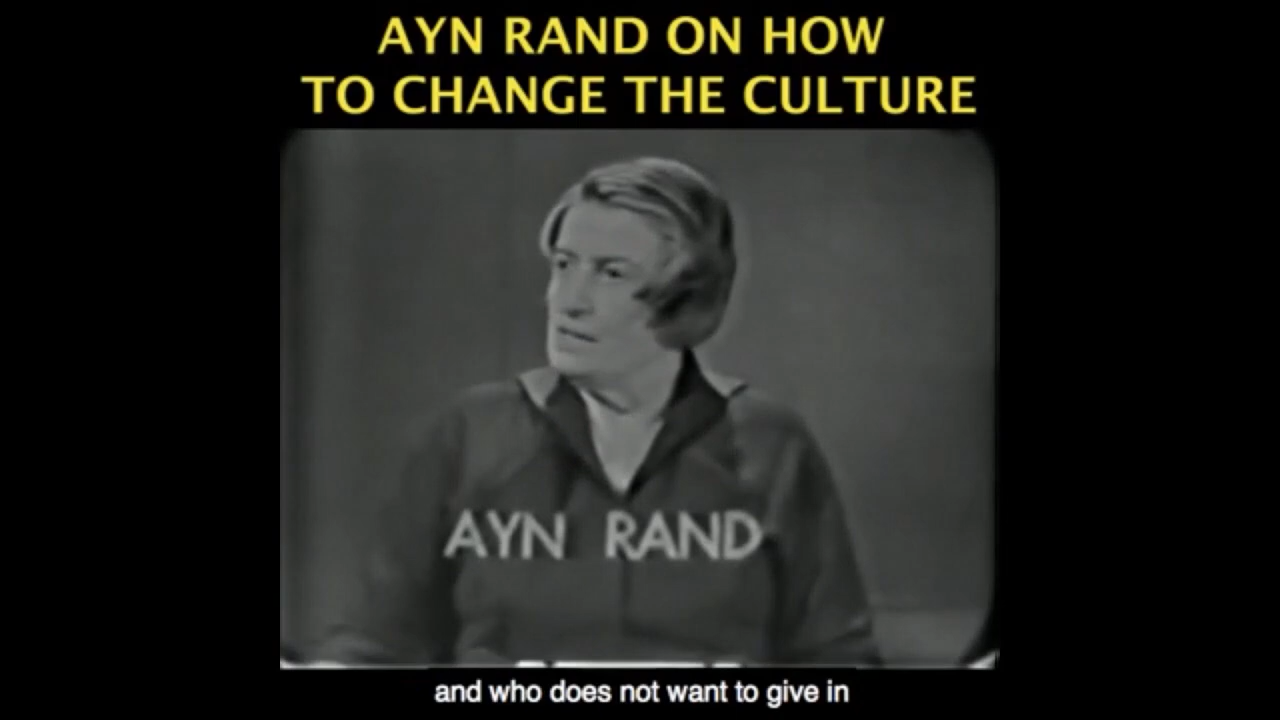 AYN RAND ON HOW
TO CHANGE THE CULTURE
AYN RAND
and who does not want to give in